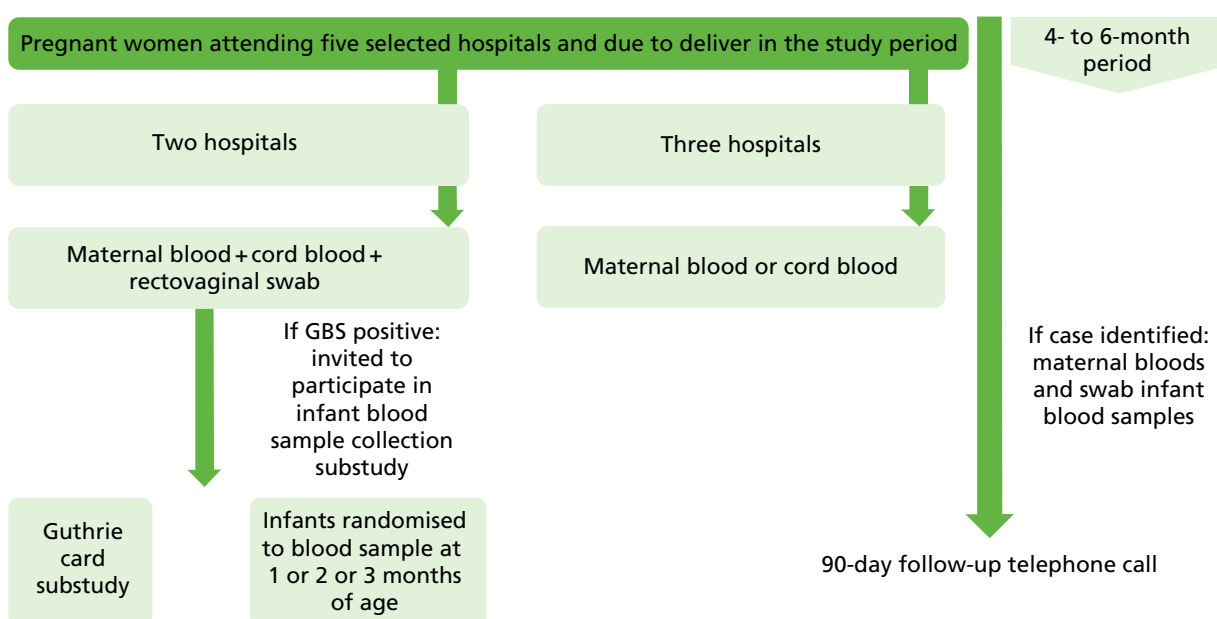 Pregnant women attending five selected hospitals and due to deliver in the study period
4- to 6-month
period
Two hospitals
Three hospitals
Maternal blood + cord blood +
rectovaginal swab
Maternal blood or cord blood
If GBS positive:
invited to
participate in
infant blood
sample collection
substudy
If case identified:
maternal bloods
and swab infant
blood samples
Guthrie
card
substudy
Infants randomised
to blood sample at
1 or 2 or 3 months
of age
90-day follow-up telephone call